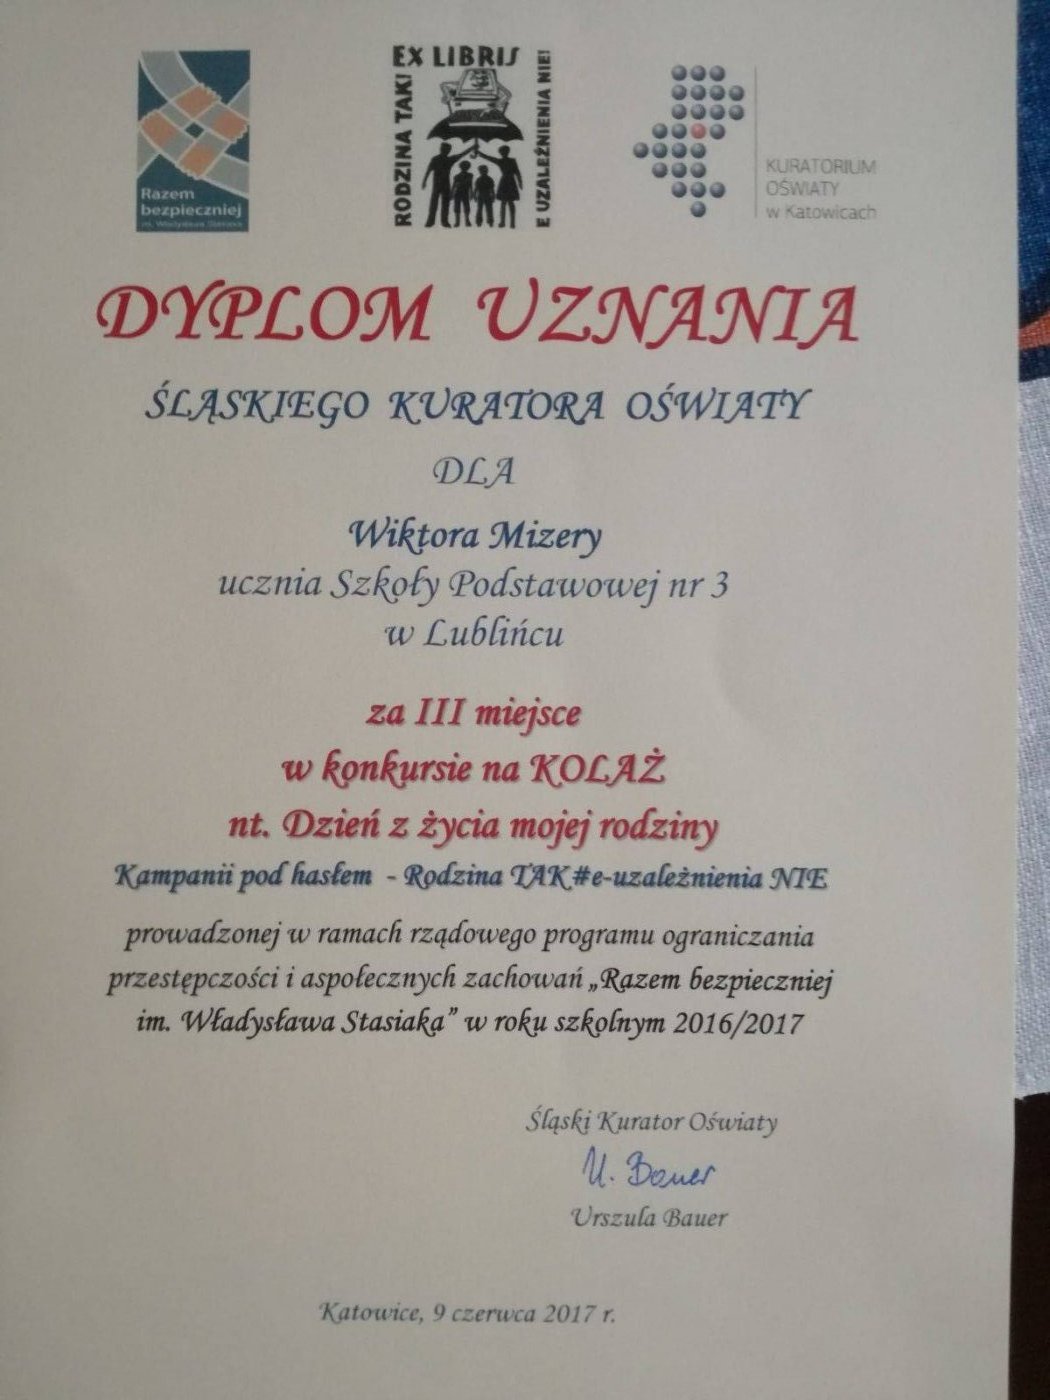 Razem
bezpieczniej
im. Władysława Stasiaka
EX LIBRIS
RODZINA TAK!
E UZALEŻNIENIA NIE!
KURATORIUM
OŚWIATY
w Katowicach
DYPLOM UZNANIA
ŚLĄSKIEGO KURATORA OŚWIATY
DLA
Wiktora Mizery
ucznia Szkoły Podstawowej nr 3
w Lublińcu
za III miejsce
w konkursie na KOLAŻ
nt. Dzień z życia mojej rodziny
Kampanii pod hasłem - Rodzina TAK#e-uzależnienia NIE
prowadzonej w ramach rządowego programu ograniczania
przestępczości i aspołecznych zachowań „Razem bezpieczniej
im. Władysława Stasiaka” w roku szkolnym 2016/2017
Śląski Kurator Oświaty
U. Bauer
Urszula Bauer
Katowice, 9 czerwca 2017 r.